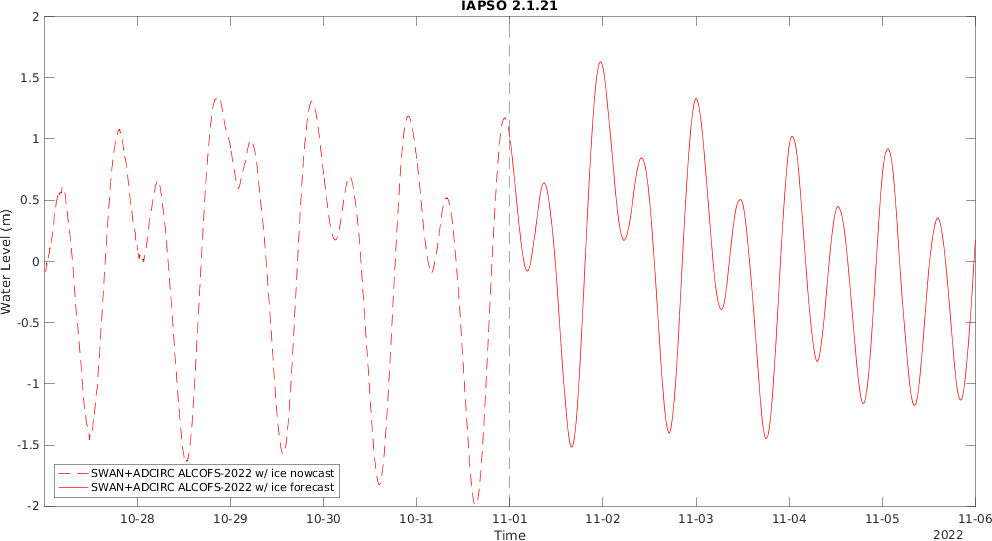 IAPSO 2.1.21
2
1.5
1
0.5
0
-0.5
-1
-1.5
-2
Water Level (m)
SWAN+ADCIRC ALCOFS-2022 w/ ice nowcast
SWAN+ADCIRC ALCOFS-2022 w/ ice forecast
10-28 10-29 10-30 10-31 11-01 11-02 11-03 11-04 11-05 11-06
Time
2022